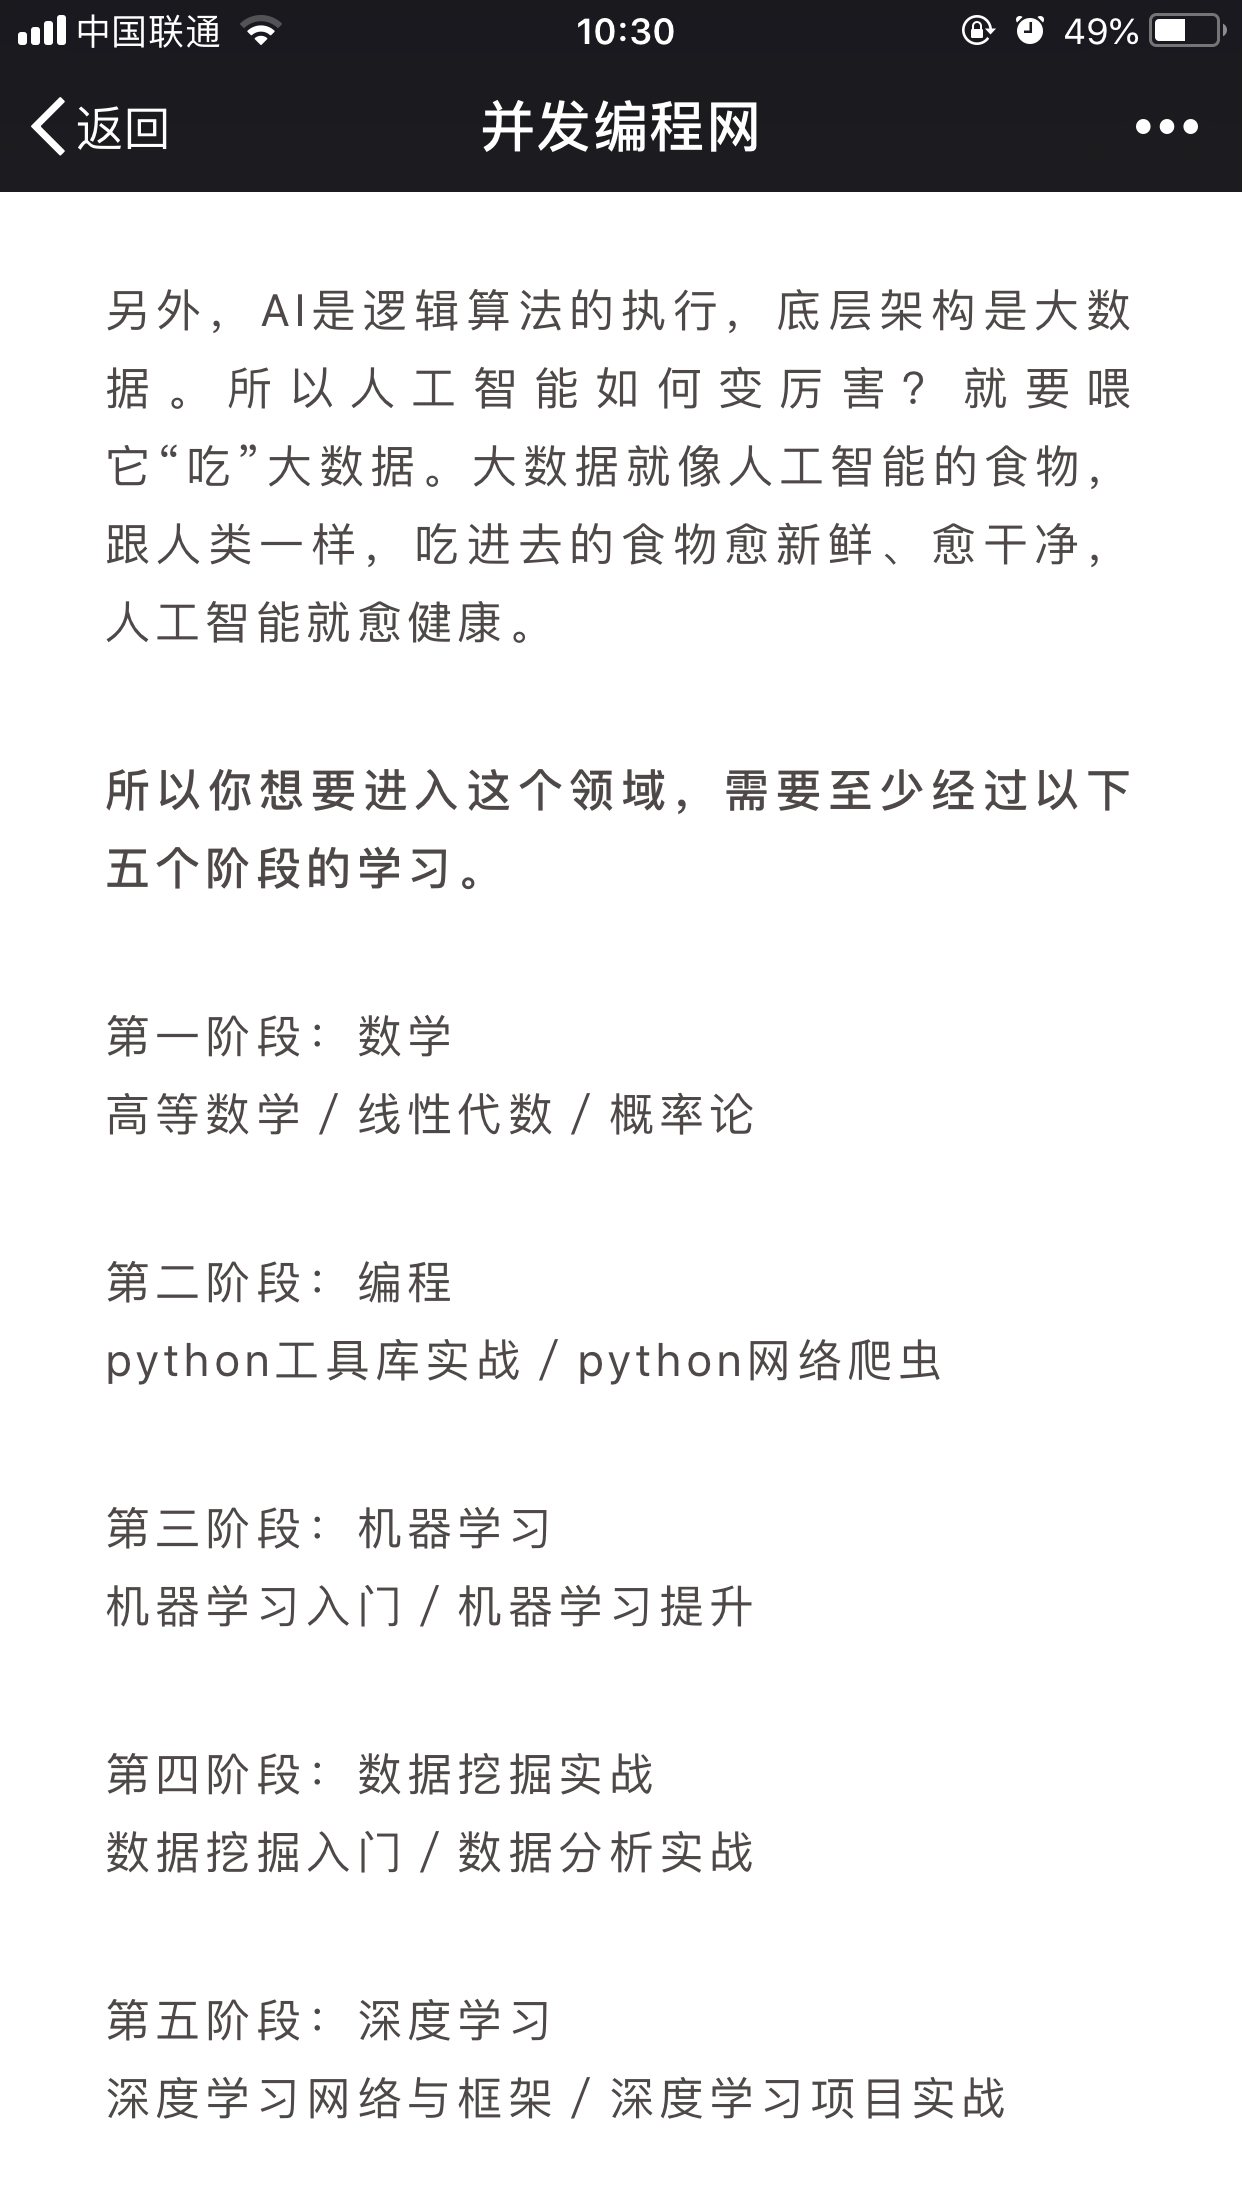 中国联通 10:30 49%
返回 并发编程网
另外，AI是逻辑算法的执行，底层架构是大数
据。所以人工智能如何变厉害？就要喂
它“吃”大数据。大数据就像人工智能的食物，
跟人类一样，吃进去的食物愈新鲜、愈干净，
人工智能就愈健康。
所以你想要进入这个领域，需要至少经过以下
五个阶段的学习。
第一阶段：数学
高等数学 / 线性代数 / 概率论
第二阶段：编程
python工具库实战 / python网络爬虫
第三阶段：机器学习
机器学习入门 / 机器学习提升
第四阶段：数据挖掘实战
数据挖掘入门 / 数据分析实战
第五阶段：深度学习
深度学习网络与框架 / 深度学习项目实战